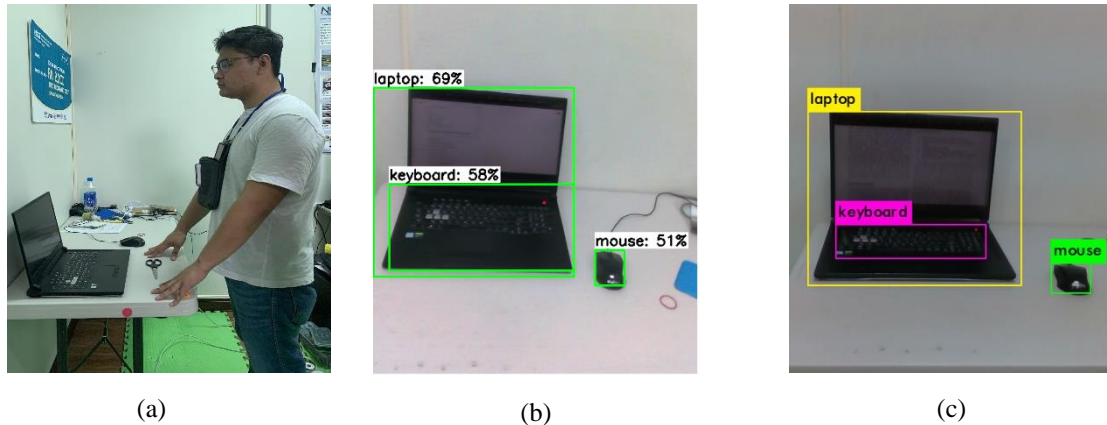 laptop: 69%
keyboard: 58%
mouse: 51%
laptop
keyboard
mouse
(a)
(b)
(c)